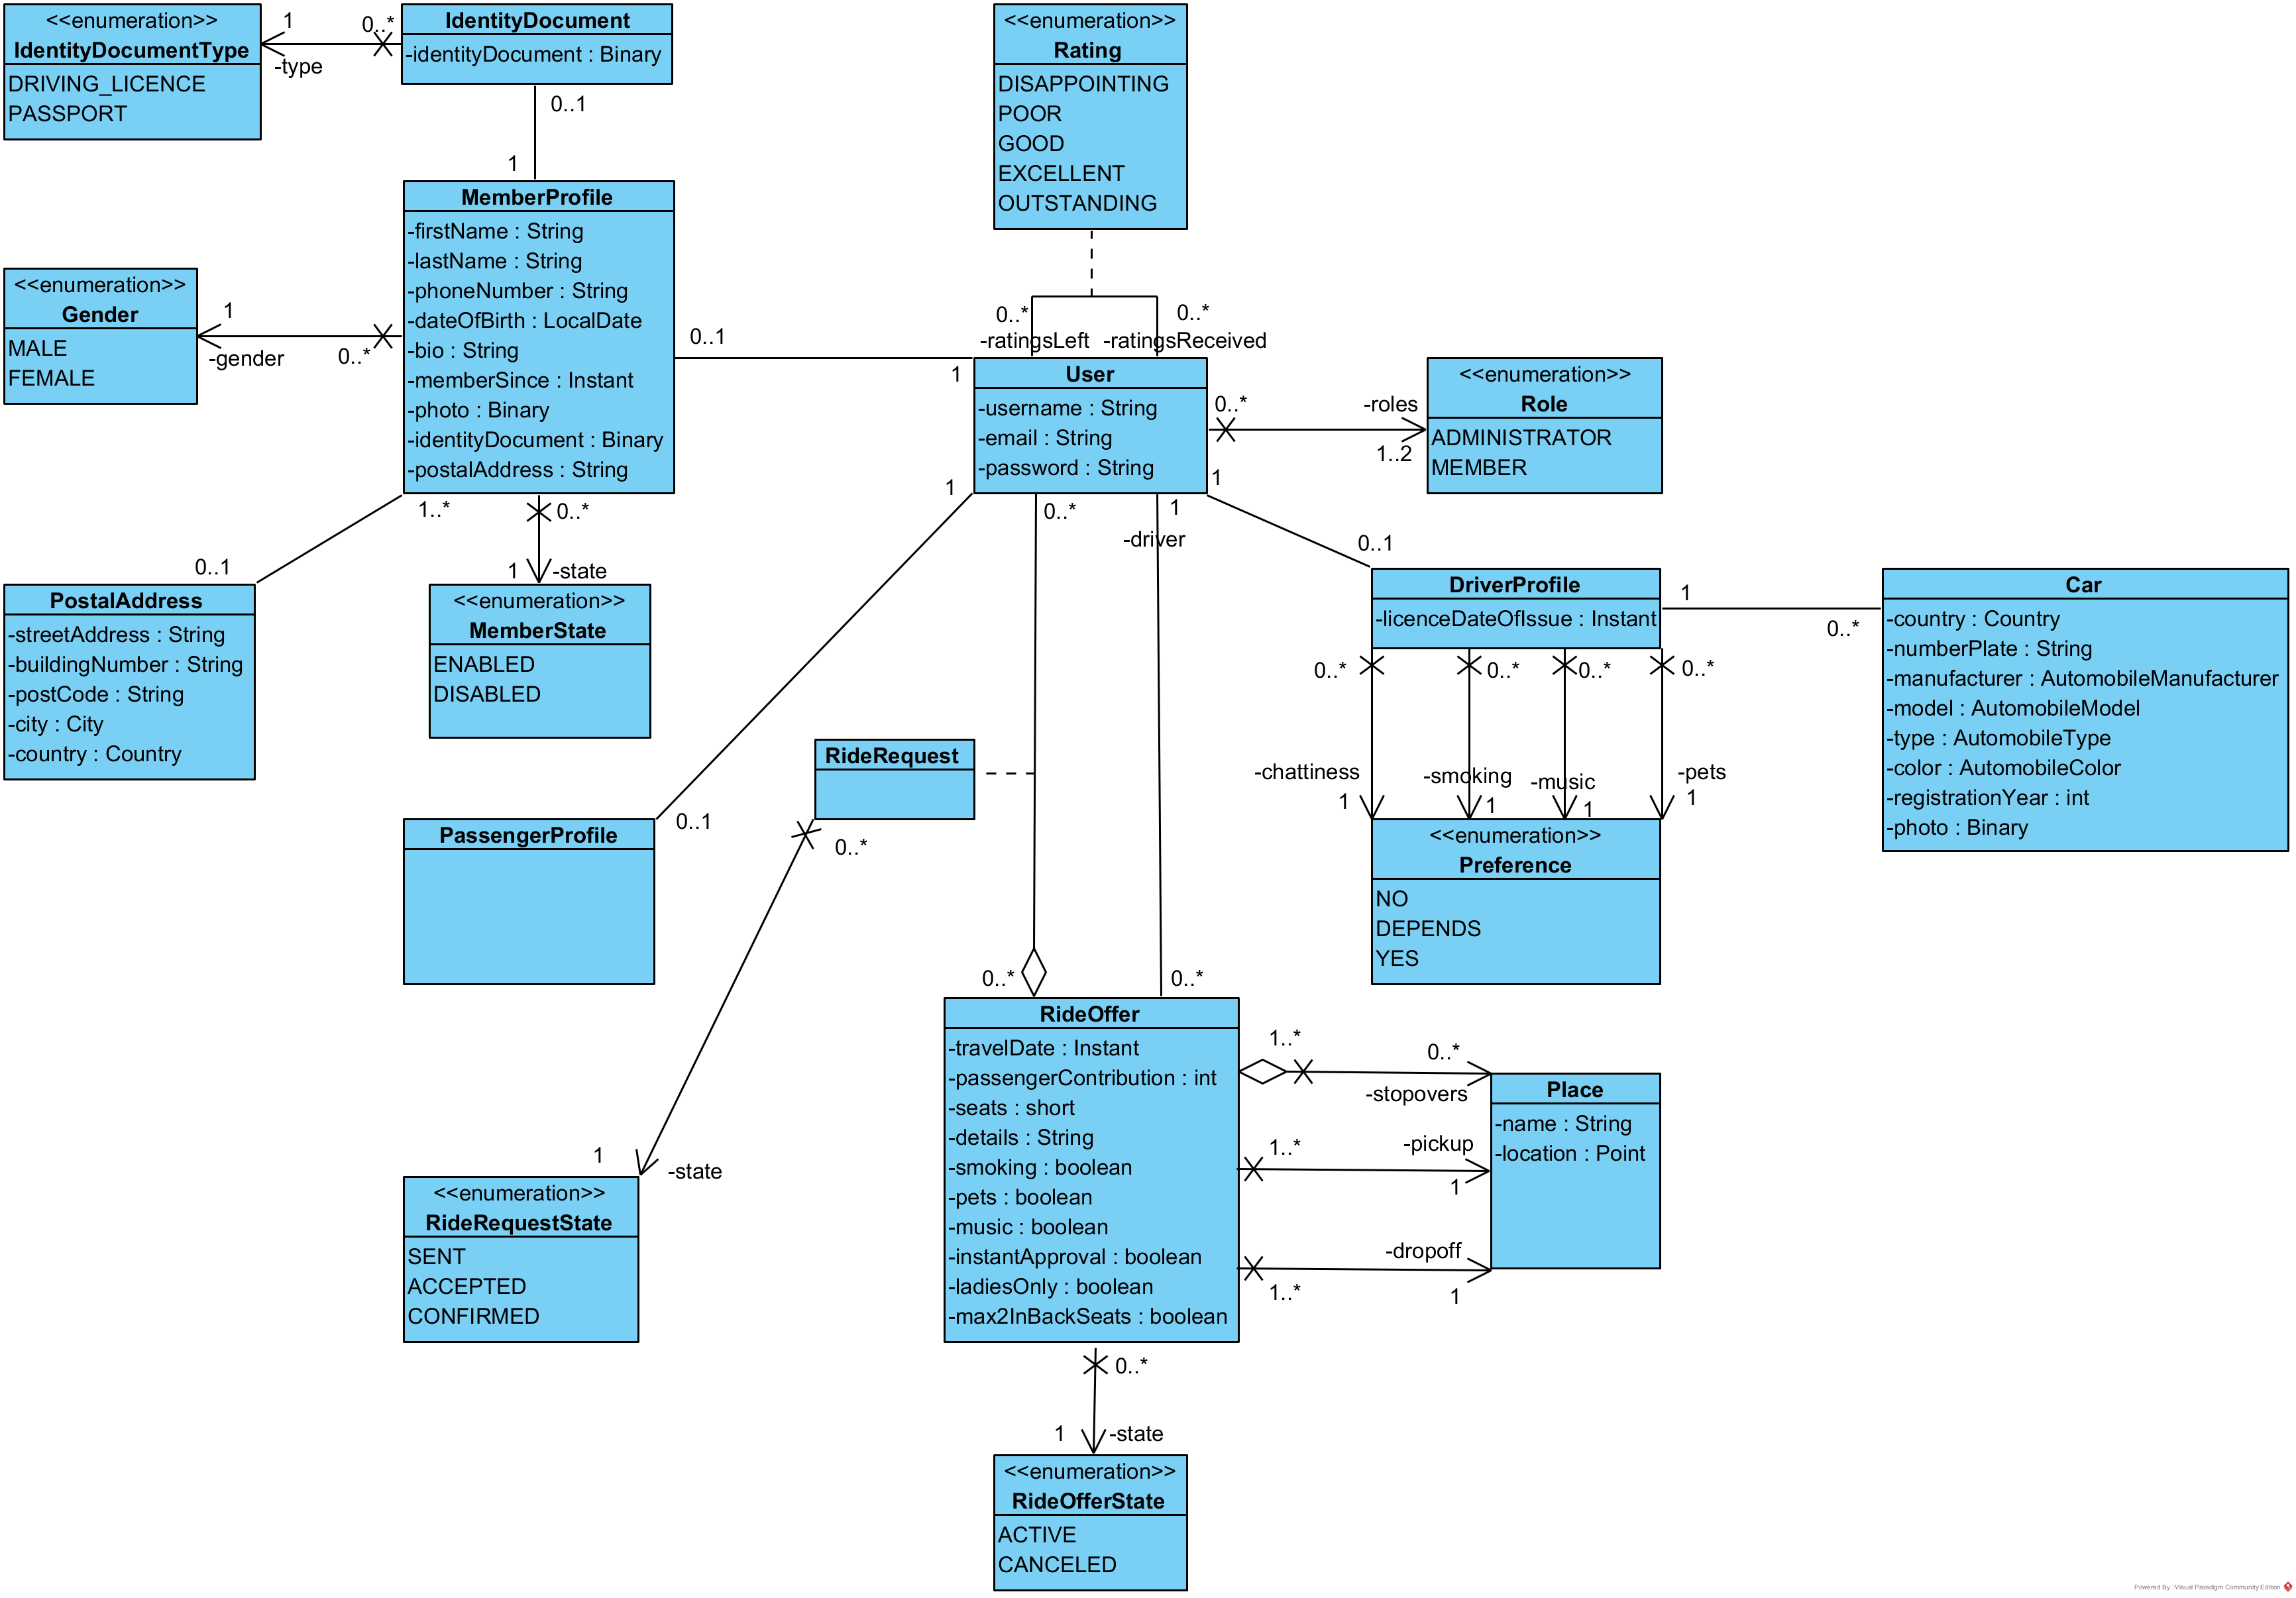 <<enumeration>>
IdentityDocumentType
DRIVING_LICENCE
PASSPORT
1
-type
0..*
IdentityDocument
-identityDocument : Binary
0..1
1
<<enumeration>>
Rating
DISAPPOINTING
POOR
GOOD
EXCELLENT
OUTSTANDING
0..*
-ratingsLeft
0..*
-ratingsReceived
MemberProfile
-firstName : String
-lastName : String
-phoneNumber : String
-dateOfBirth : LocalDate
-bio : String
-memberSince : Instant
-photo : Binary
-identityDocument : Binary
-postalAddress : String
<<enumeration>>
Gender
MALE
FEMALE
1
-gender
0..*
0..1
1
User
-username : String
-email : String
-password : String
0..*
-roles
1..2
<<enumeration>>
Role
ADMINISTRATOR
MEMBER
1..*
0..1
PostalAddress
-streetAddress : String
-buildingNumber : String
-postCode : String
-city : City
-country : Country
0..*
1
-state
<<enumeration>>
MemberState
ENABLED
DISABLED
1
0..1
PassengerProfile
0..*
1
-driver
1
0..1
DriverProfile
-licenceDateOfIssue : Instant
1
0..*
Car
-country : Country
-numberPlate : String
-manufacturer : AutomobileManufacturer
-model : AutomobileModel
-type : AutomobileType
-color : AutomobileColor
-registrationYear : int
-photo : Binary
0..*
0..*
0..*
0..*
-chattiness
1
-smoking
1
-music
1
-pets
1
<<enumeration>>
Preference
NO
DEPENDS
YES
RideRequest
0..*
1
-state
<<enumeration>>
RideRequestState
SENT
ACCEPTED
CONFIRMED
0..*
0..*
RideOffer
-travelDate : Instant
-passengerContribution : int
-seats : short
-details : String
-smoking : boolean
-pets : boolean
-music : boolean
-instantApproval : boolean
-ladiesOnly : boolean
-max2InBackSeats : boolean
1..*
0..*
-stopovers
1..*
-pickup
1
1..*
-dropoff
1
Place
-name : String
-location : Point
0..*
1
-state
<<enumeration>>
RideOfferState
ACTIVE
CANCELED
Powered By Visual Paradigm Community Edition